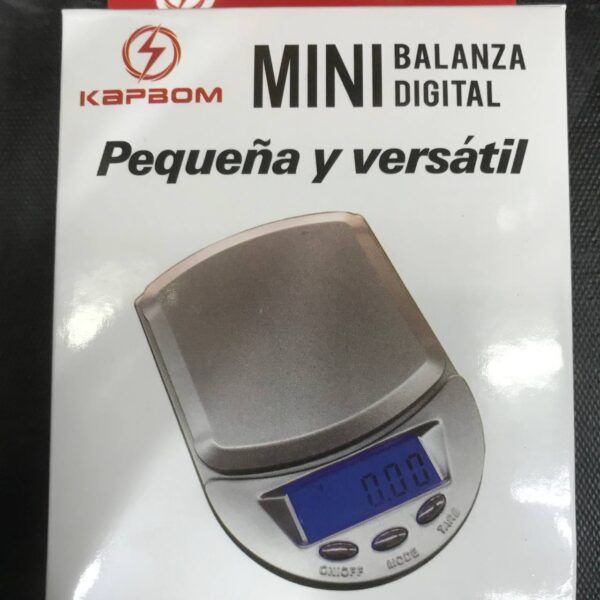 KAPBOM
MINI
BALANZA
DIGITAL
Pequeña y versátil
0.00
ON/OFF
MODE
TARE